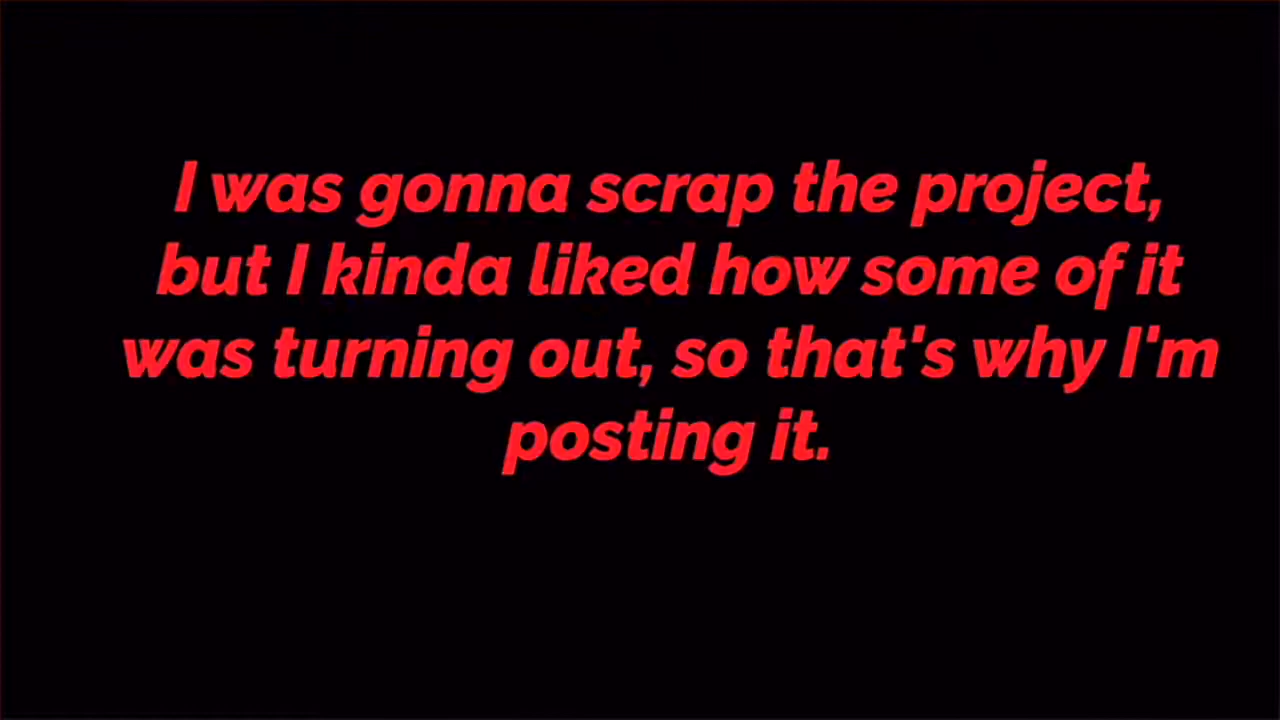 I was gonna scrap the project,
but I kinda liked how some of it
was turning out, so that's why I'm
posting it.